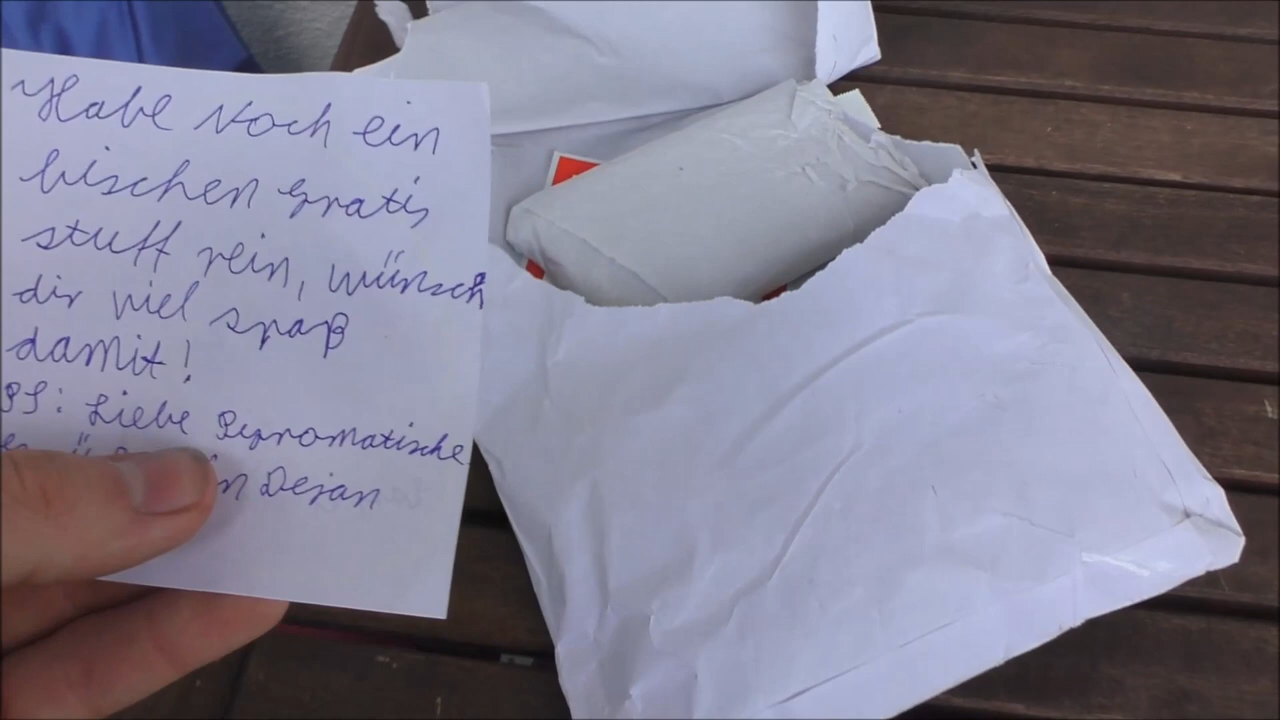 Habe Noch ein
bischen gratis
stuff rein, wünsch
dir viel spaß
damit!
PS: Liebe Pyromatische
Dejan